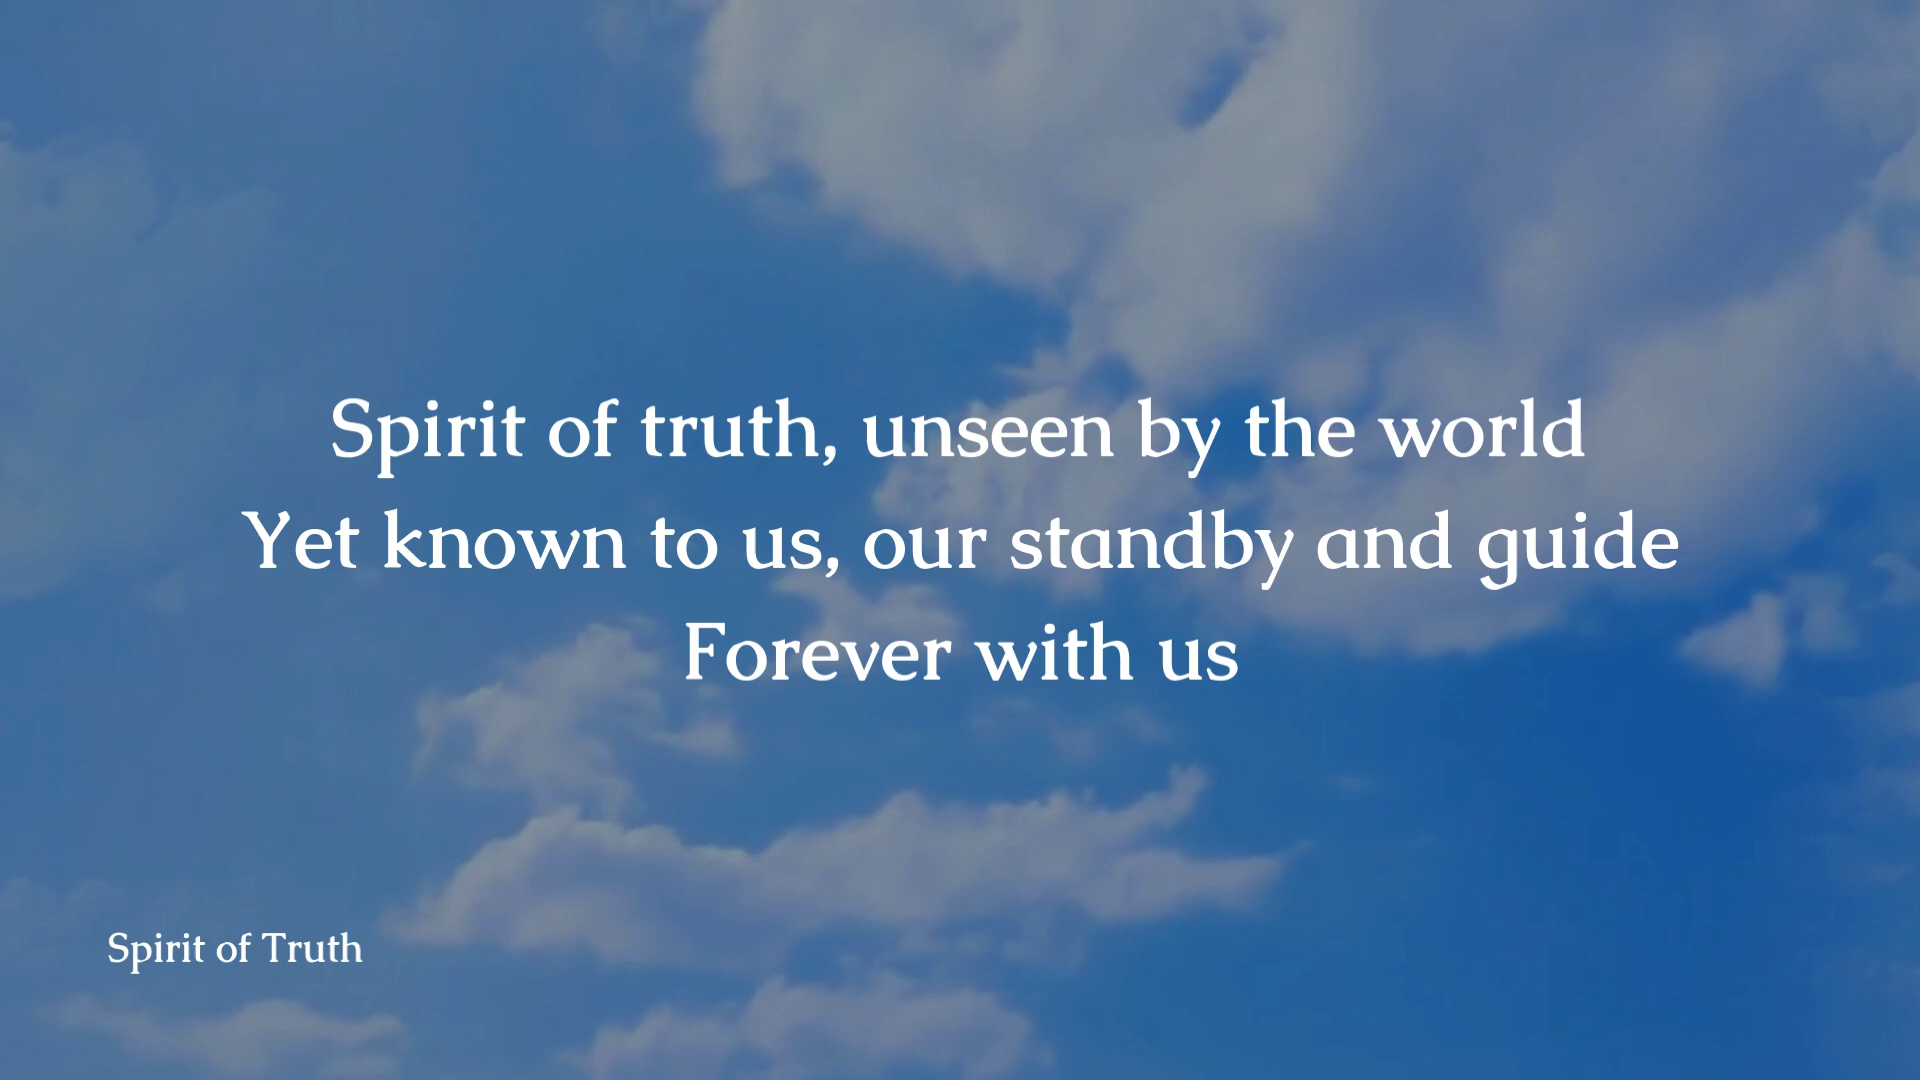 Spirit of truth, unseen by the world
Yet known to us, our standby and guide
Forever with us
Spirit of Truth